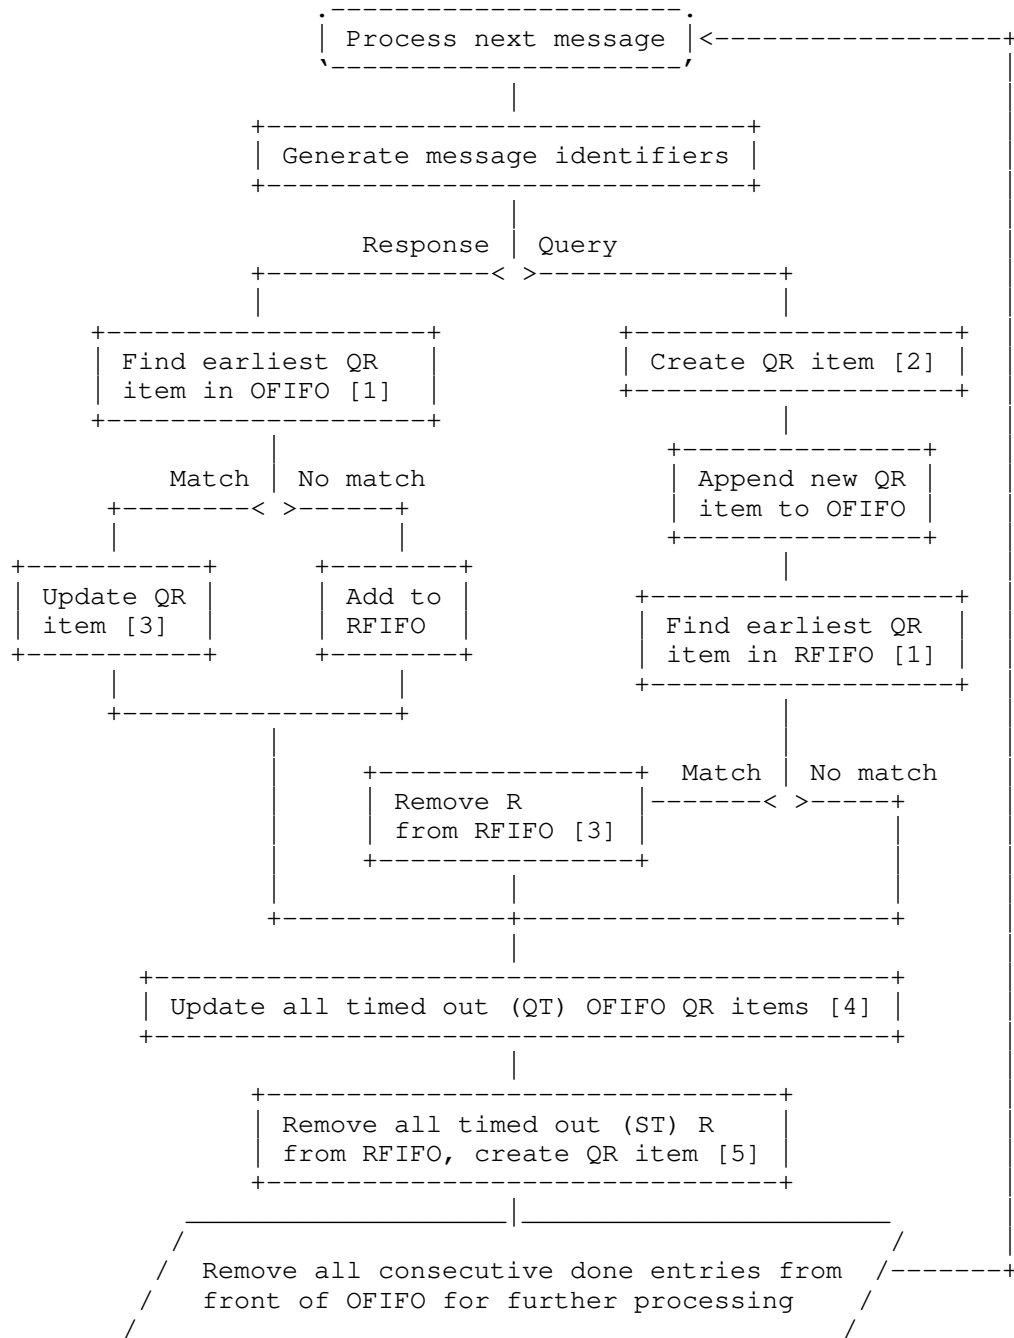 Process next message
Generate message identifiers
Response Query
Find earliest QR
item in OFIFO [1]
Create QR item [2]
Match No match
Append new QR
item to OFIFO
Update QR
item [3]
Add to
RFIFO
Find earliest QR
item in RFIFO [1]
Match No match
Remove R
from RFIFO [3]
Update all timed out (QT) OFIFO QR items [4]
Remove all timed out (ST) R
from RFIFO, create QR item [5]
Remove all consecutive done entries from
front of OFIFO for further processing